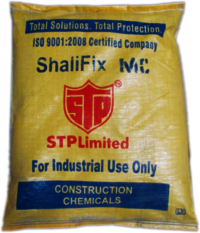 Total Solutions. Total Protection.
ISO 9001:2008 Certified Company
ShaliFix MC
STP
STPLimited
For Industrial Use Only
CONSTRUCTION
CHEMICALS